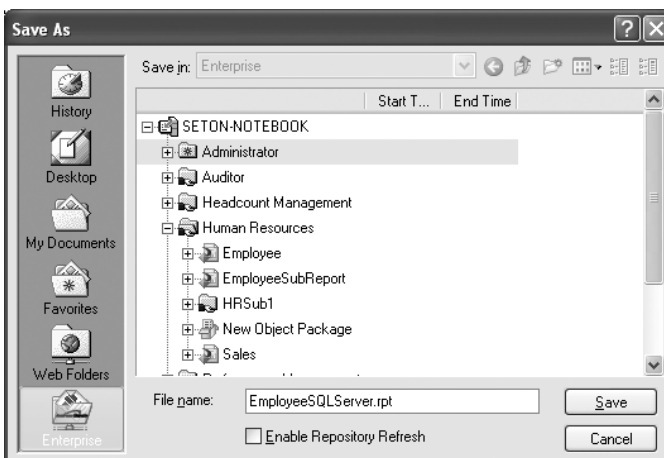 Save As
Save in: Enterprise
Start T... End Time
History
Desktop
My Documents
Favorites
Web Folders
Enterprise
SETON-NOTEBOOK
Administrator
Auditor
Headcount Management
Human Resources
Employee
EmployeeSubReport
HRSub1
New Object Package
Sales
File name: EmployeeSQLServer.rpt
Save
Enable Repository Refresh
Cancel